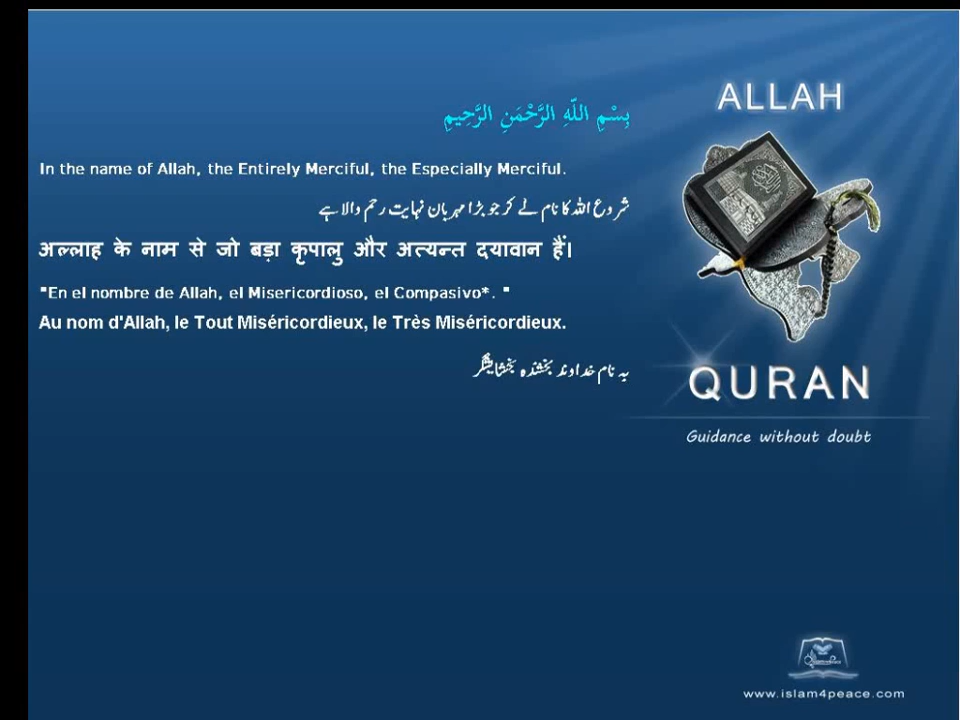 بِسْمِ اللَّهِ الرَّحْمَنِ الرَّحِيمِ
In the name of Allah, the Entirely Merciful, the Especially Merciful.
شروع الله کا نام لے کر جو بڑا مہربان نہایت رحم والا ہے
अल्लाह के नाम से जो बड़ा कृपालु और अत्यन्त दयावान हैं।
"En el nombre de Allah, el Misericordioso, el Compasivo*. "
Au nom d'Allah, le Tout Miséricordieux, le Très Miséricordieux.
به نام خداوند بخشنده بخشایشگر
ALLAH
QURAN
Guidance without doubt
www.islam4peace.com